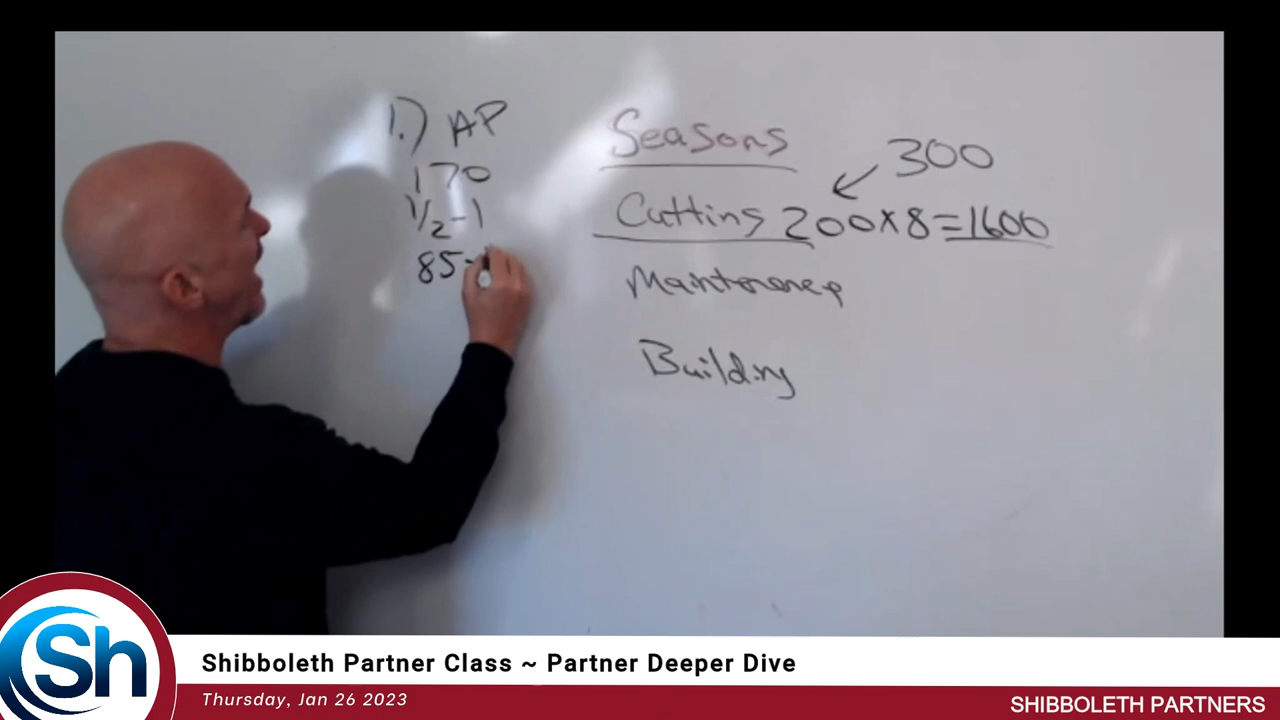 1.) AP
170
1/2-1
85-
Seasons
300
Cutting 200x8=1600
Maintenance
Building
Sh
Shibboleth Partner Class ~ Partner Deeper Dive
Thursday, Jan 26 2023
SHIBBOLETH PARTNERS